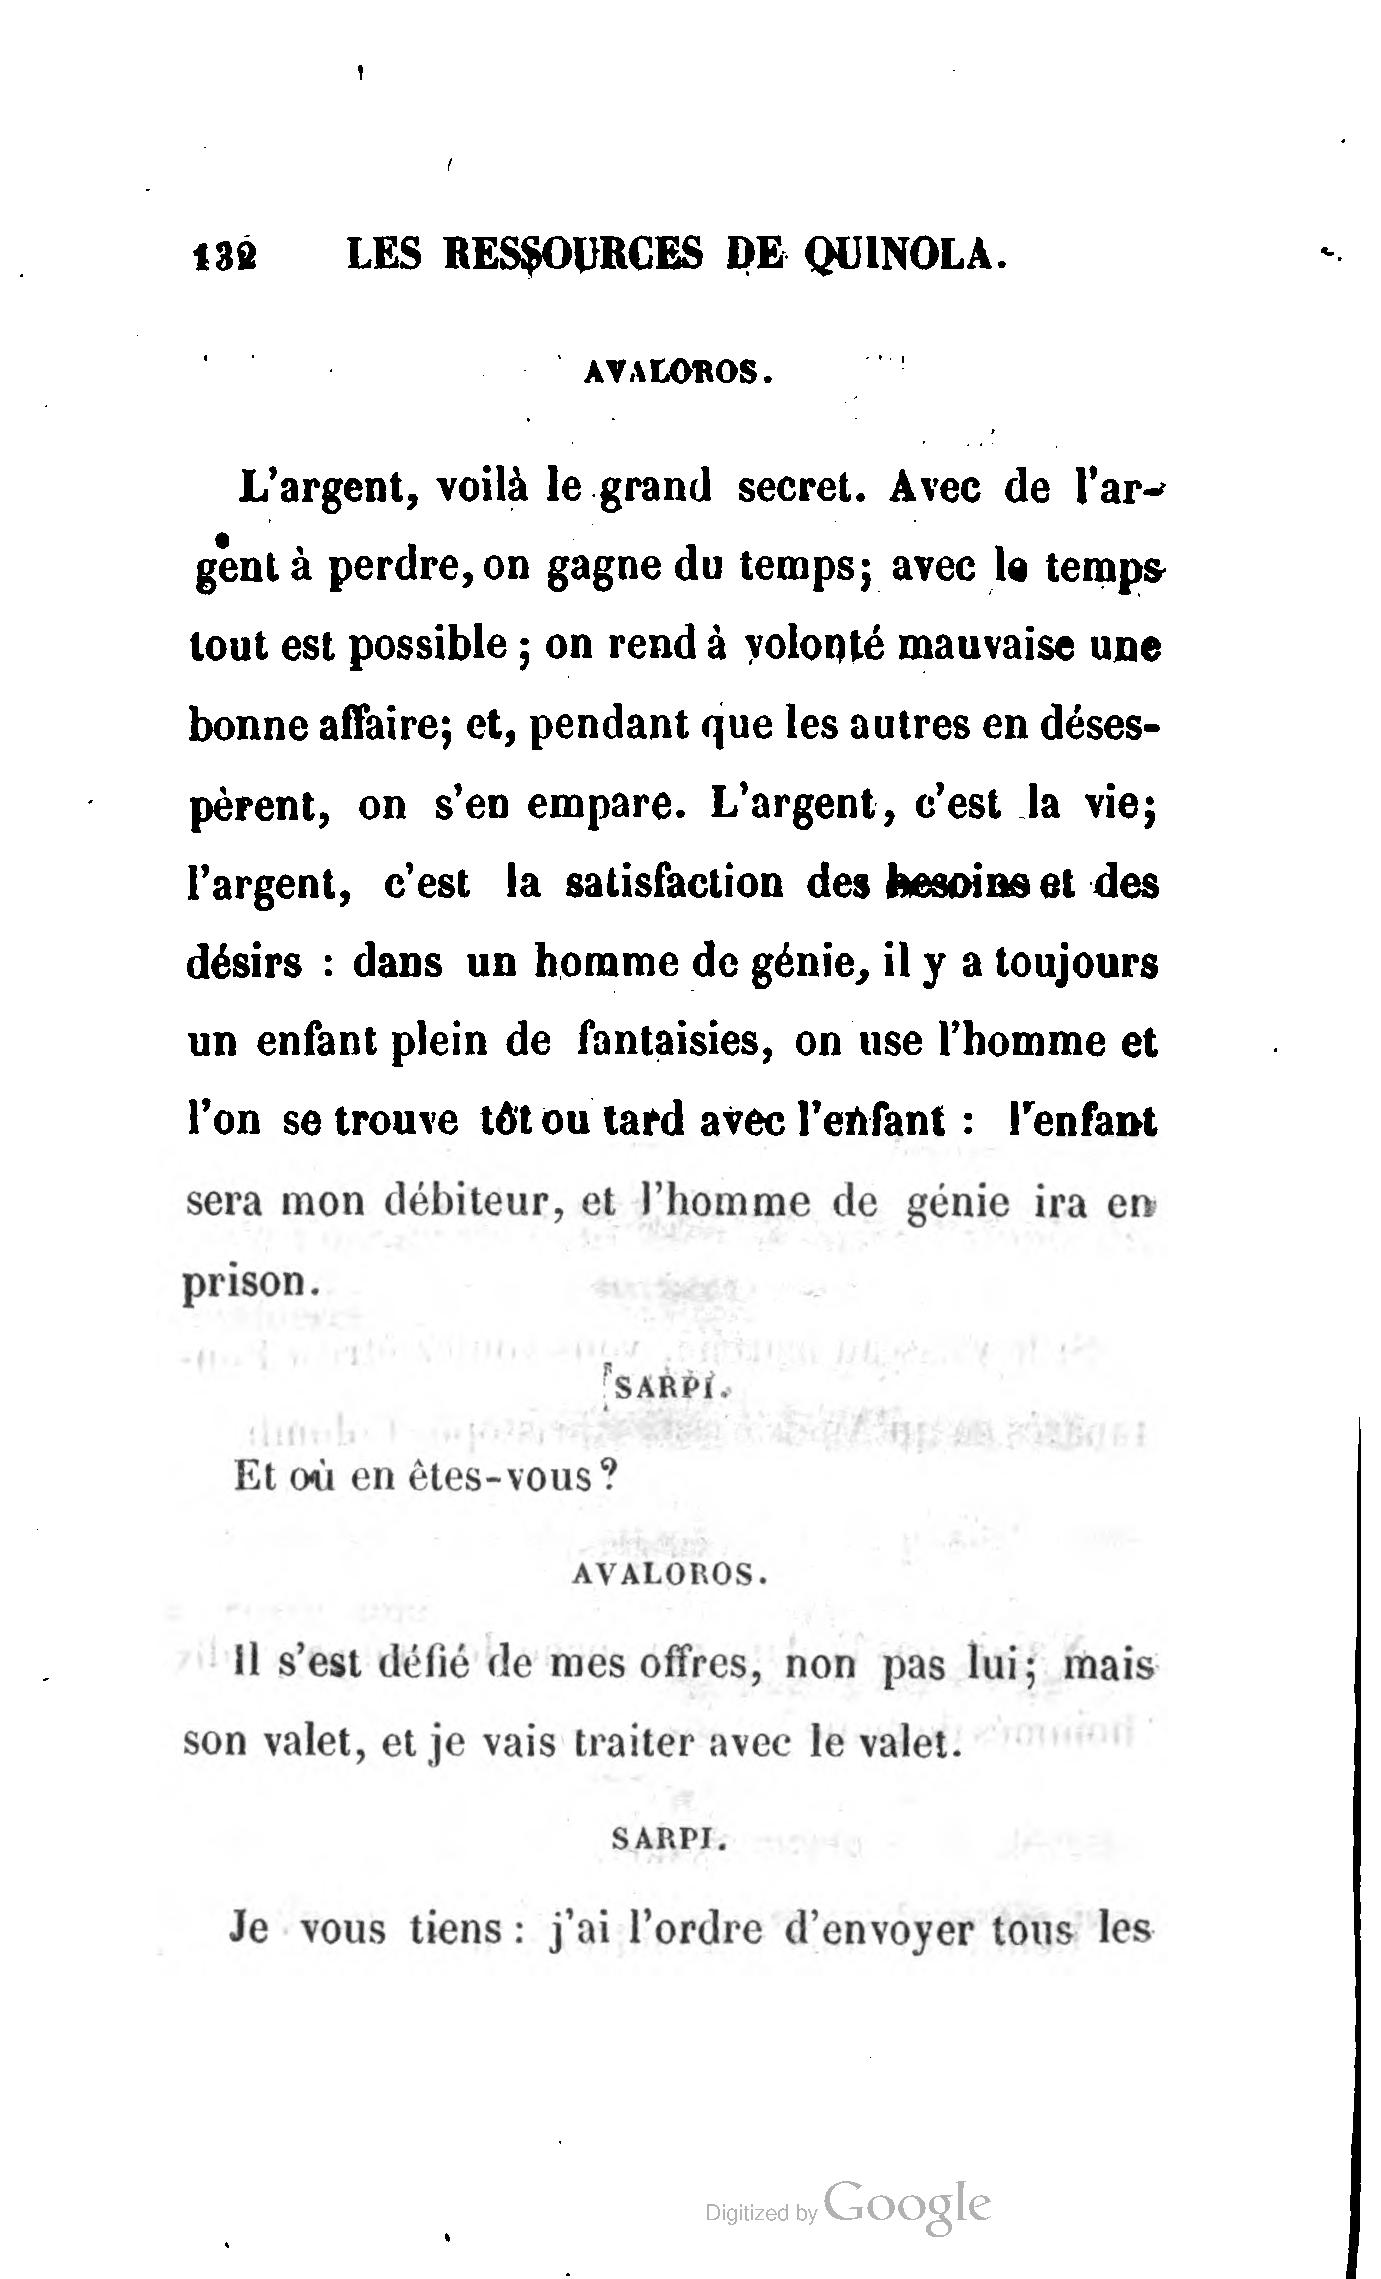 132 LES RESSOURCES DE QUINOLA.
AVALOROS.
L'argent, voilà le grand secret. Avec de l'ar-
gent à perdre, on gagne du temps; avec le temps
tout est possible ; on rend à volonté mauvaise une
bonne affaire; et, pendant que les autres en déses-
pèrent, on s'en empare. L'argent, c'est la vie;
l'argent, c'est la satisfaction des besoins et des
désirs : dans un homme de génie, il y a toujours
un enfant plein de fantaisies, on use l'homme et
l'on se trouve tôt ou tard avec l'enfant : l'enfant
sera mon débiteur, et l'homme de génie ira en
prison.
SARPI.
Et où en êtes-vous?
AVALOROS.
Il s'est défié de mes offres, non pas lui; mais
son valet, et je vais traiter avec le valet.
SARPI.
Je vous tiens : j'ai l'ordre d'envoyer tous les
Digitized by Google